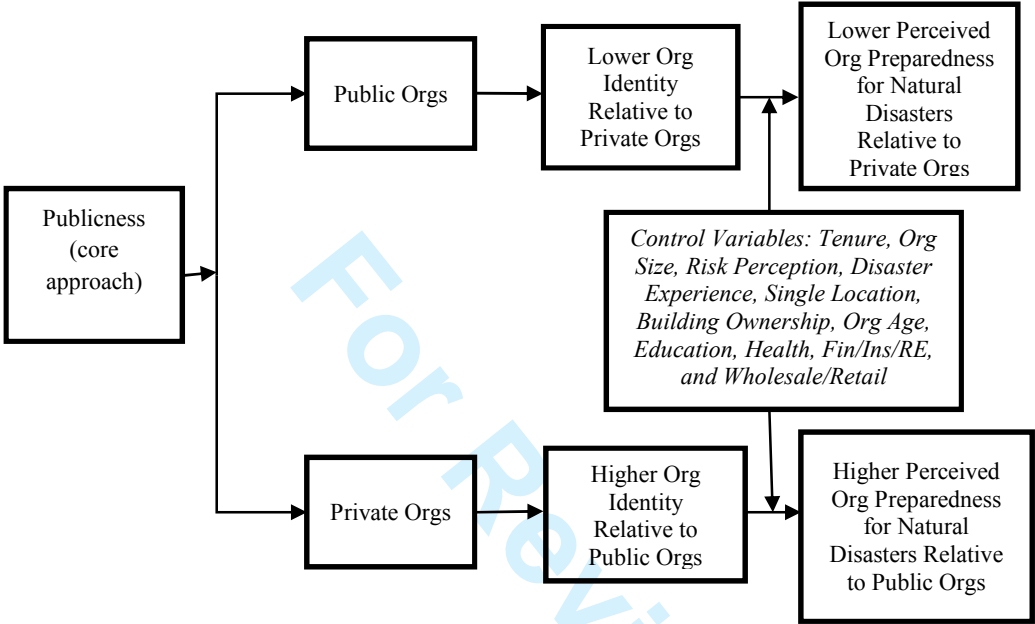 Public Orgs
Lower Org
Identity
Relative to
Private Orgs
Lower Perceived
Org Preparedness
for Natural
Disasters
Relative to
Private Orgs
Publicness
(core
approach)
Control Variables: Tenure, Org
Size, Risk Perception, Disaster
Experience, Single Location,
Building Ownership, Org Age,
Education, Health, Fin/Ins/RE,
and Wholesale/Retail
Private Orgs
Higher Org
Identity
Relative to
Public Orgs
Higher Perceived
Org Preparedness
for Natural
Disasters Relative
to Public Orgs
For